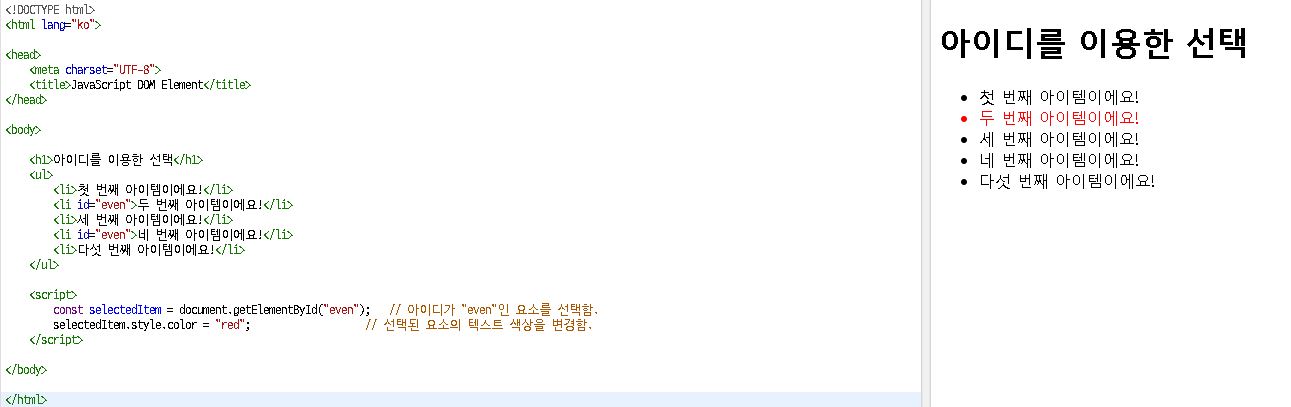 <!DOCTYPE html>
<html lang="ko">
<head>
<meta charset="UTF-8">
<title>JavaScript DOM Element</title>
</head>
<body>
<h1>아이디를 이용한 선택</h1>
<ul>
<li>첫 번째 아이템이에요!</li>
<li id="even">두 번째 아이템이에요!</li>
<li>세 번째 아이템이에요!</li>
<li id="even">네 번째 아이템이에요!</li>
<li>다섯 번째 아이템이에요!</li>
</ul>
<script>
const selectedItem = document.getElementById("even"); // 아이디가 "even"인 요소를 선택함.
selectedItem.style.color = "red"; // 선택된 요소의 텍스트 색상을 변경함.
</script>
</body>
</html>
아이디를 이용한 선택
• 첫 번째 아이템이에요!
• 두 번째 아이템이에요!
• 세 번째 아이템이에요!
• 네 번째 아이템이에요!
• 다섯 번째 아이템이에요!